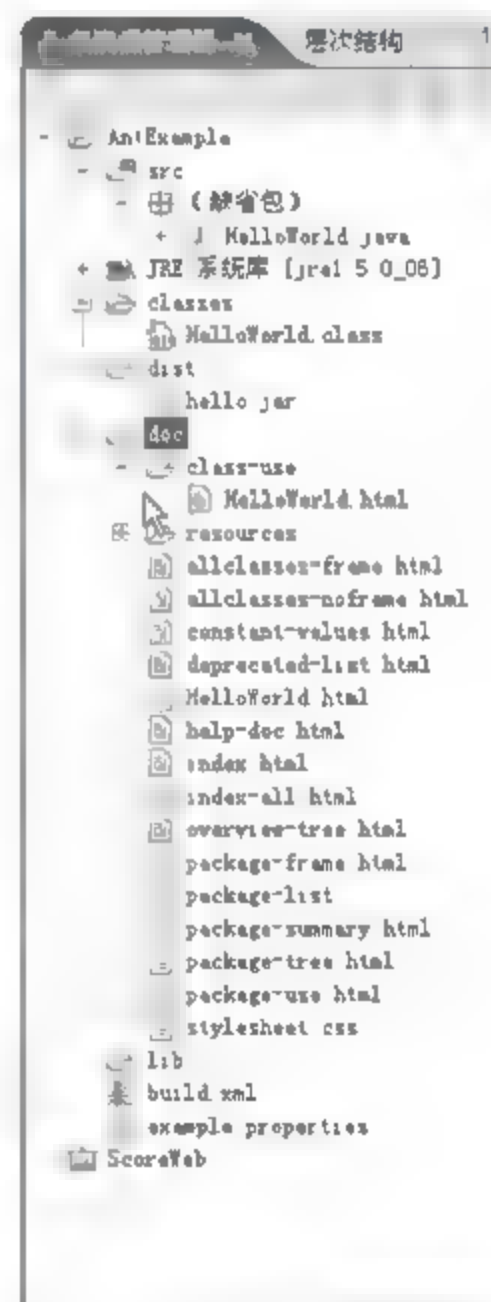 层次结构
AntExample
src
(缺省包)
HelloWorld java
JRE 系统库 [jre1 5 0_06]
classes
HelloWorld.class
dist
hello jar
doc
class-use
HelloWorld.html
resources
allclasses-frame html
allclasses-noframe html
constant-values html
deprecated-list html
HelloWorld html
help-doc html
index html
index-all html
overview-tree html
package-frame html
package-list
package-summary html
package-tree html
package-use html
stylesheet css
lib
build xml
example properties
ScoreWeb